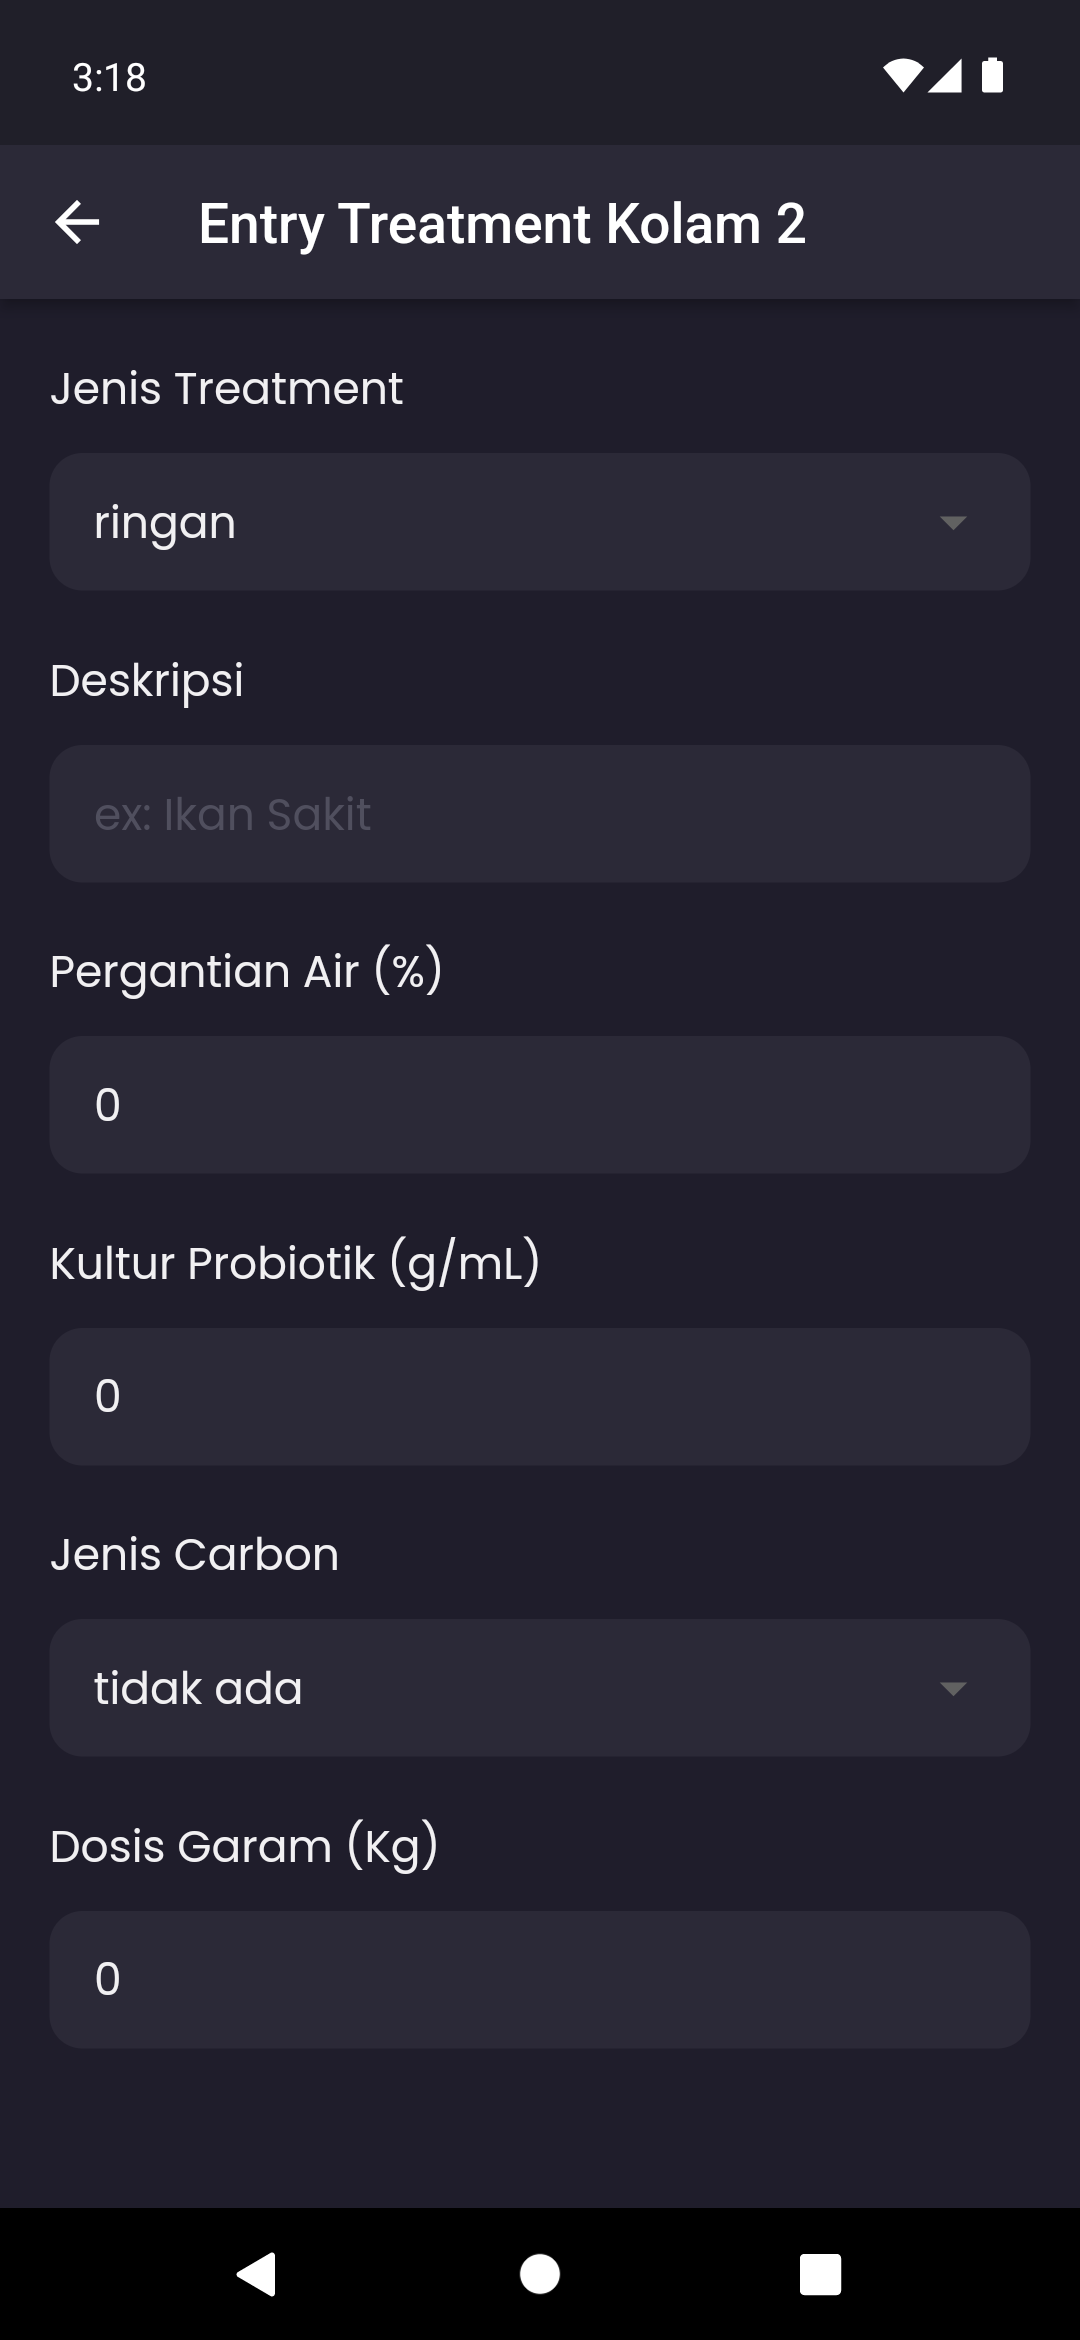 3:18
Entry Treatment Kolam 2
Jenis Treatment
ringan
Deskripsi
ex: Ikan Sakit
Pergantian Air (%)
0
Kultur Probiotik (g/mL)
0
Jenis Carbon
tidak ada
Dosis Garam (Kg)
0